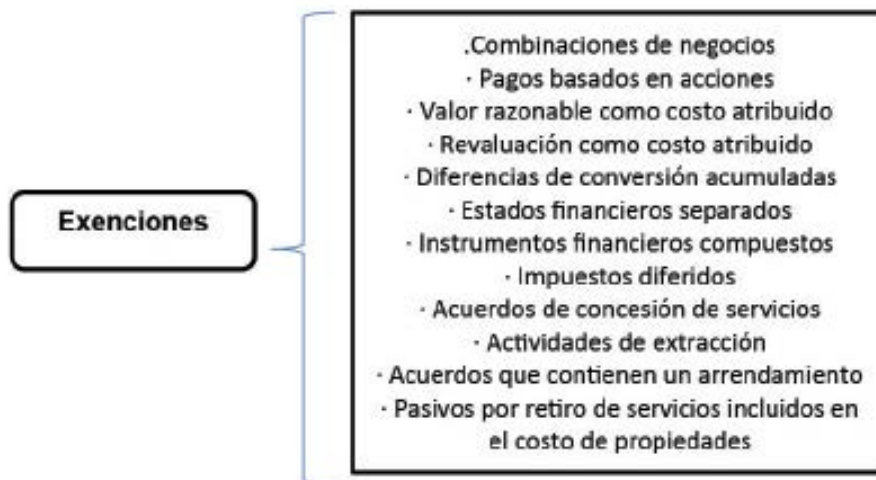 Exenciones
.Combinaciones de negocios
· Pagos basados en acciones
· Valor razonable como costo atribuido
· Revaluación como costo atribuido
· Diferencias de conversión acumuladas
· Estados financieros separados
· Instrumentos financieros compuestos
· Impuestos diferidos
· Acuerdos de concesión de servicios
· Actividades de extracción
· Acuerdos que contienen un arrendamiento
· Pasivos por retiro de servicios incluidos en
el costo de propiedades